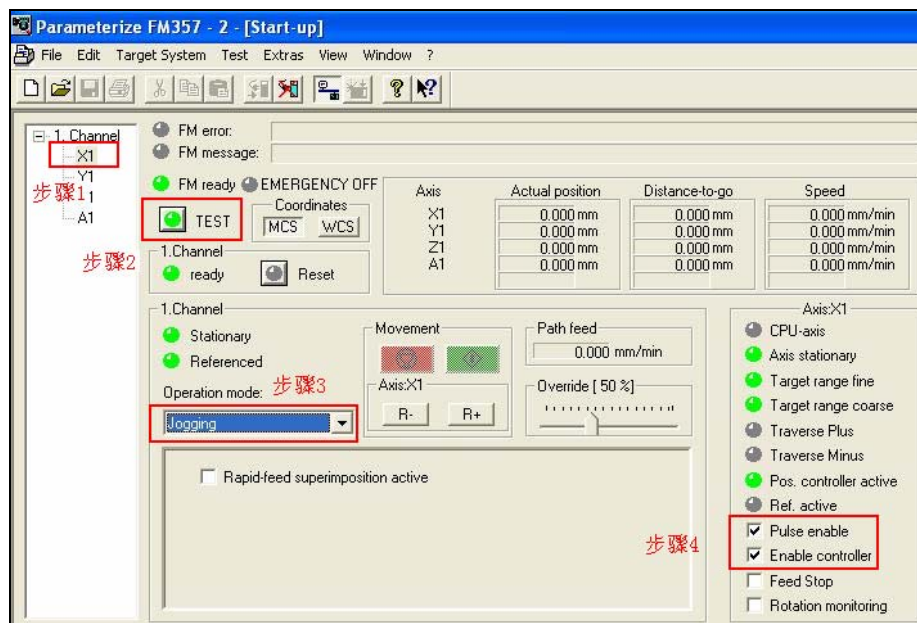 Parameterize FM357 - 2 - [Start-up]
File Edit Target System Test Extras View Window ?
1. Channel
X1
Y1
1
A1
步骤1
步骤2
FM error:
FM message:
FM ready
EMERGENCY OFF
TEST
Coordinates
MCS WCS
1.Channel
ready
Reset
Axis Actual position Distance-to-go Speed
X1 0.000 mm 0.000 mm 0.000 mm/min
Y1 0.000 mm 0.000 mm 0.000 mm/min
Z1 0.000 mm 0.000 mm 0.000 mm/min
A1 0.000 mm 0.000 mm 0.000 mm/min
1.Channel
Stationary
Referenced
Operation mode:
步骤3
Jogging
Movement
Axis:X1
R- R+
Path feed
0.000 mm/min
Override [ 50 %]
Rapid-feed superimposition active
步骤4
Axis:X1
CPU-axis
Axis stationary
Target range fine
Target range coarse
Traverse Plus
Traverse Minus
Pos. controller active
Ref. active
Pulse enable
Enable controller
Feed Stop
Rotation monitoring